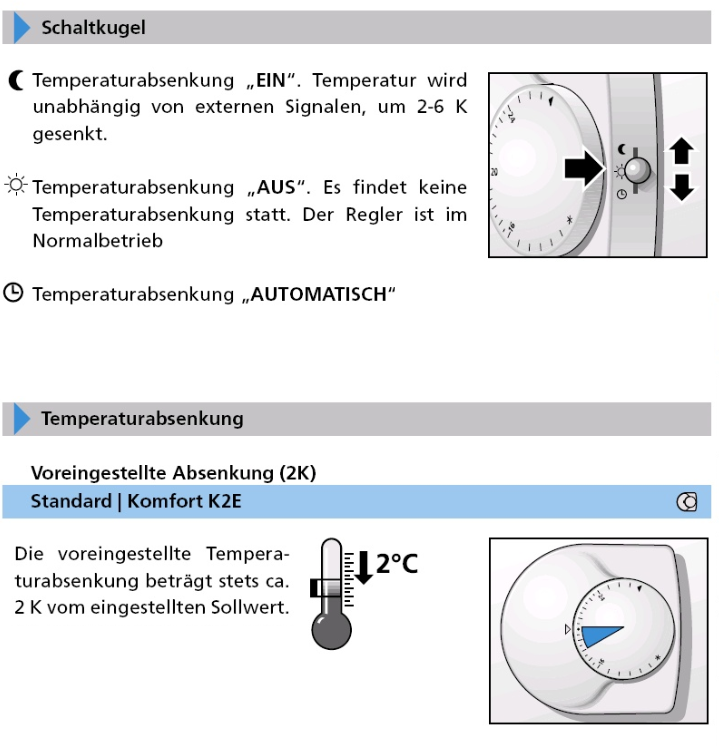 Schaltkugel
Temperaturabsenkung „EIN“. Temperatur wird
unabhängig von externen Signalen, um 2-6 K
gesenkt.
Temperaturabsenkung „AUS“. Es findet keine
Temperaturabsenkung statt. Der Regler ist im
Normalbetrieb
Temperaturabsenkung „AUTOMATISCH“
24
20
16
Temperaturabsenkung
Voreingestellte Absenkung (2K)
Standard | Komfort K2E
Die voreingestellte Tempera-
turabsenkung beträgt stets ca.
2 K vom eingestellten Sollwert.
2°C